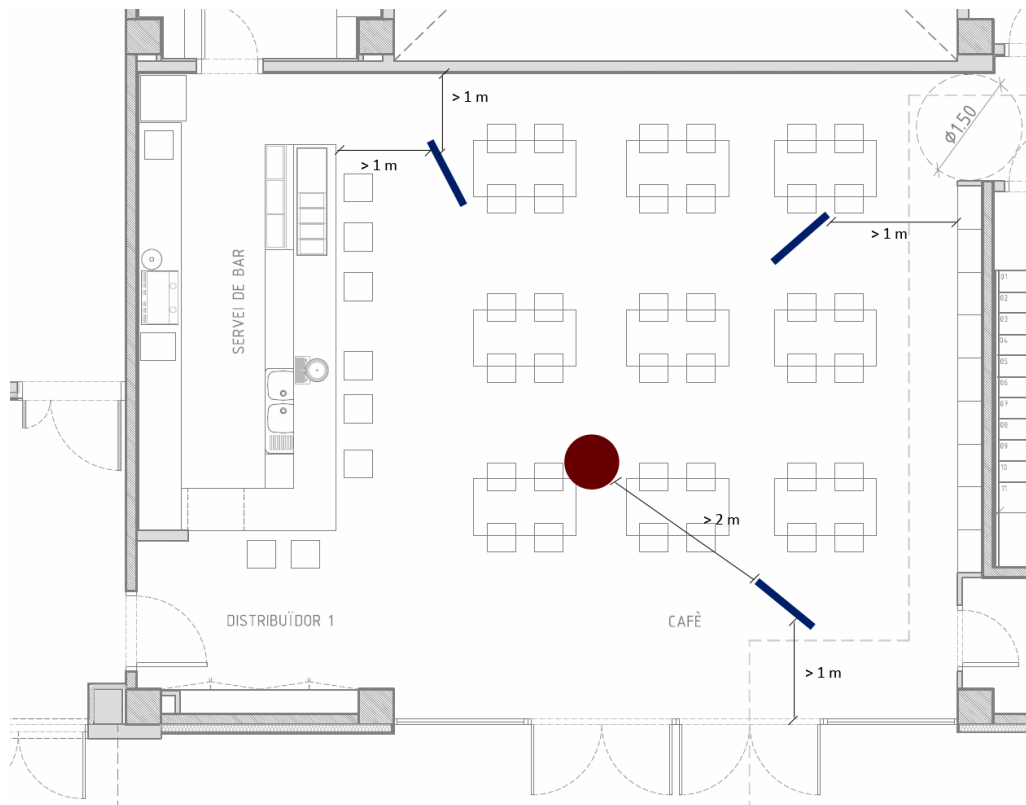 > 1 m
Ø1.50
> 1 m
> 1 m
SERVEI DE BAR
01
02
03
04
05
06
07
08
09
10
11
> 2 m
DISTRIBUÏDOR 1
CAFÈ
> 1 m